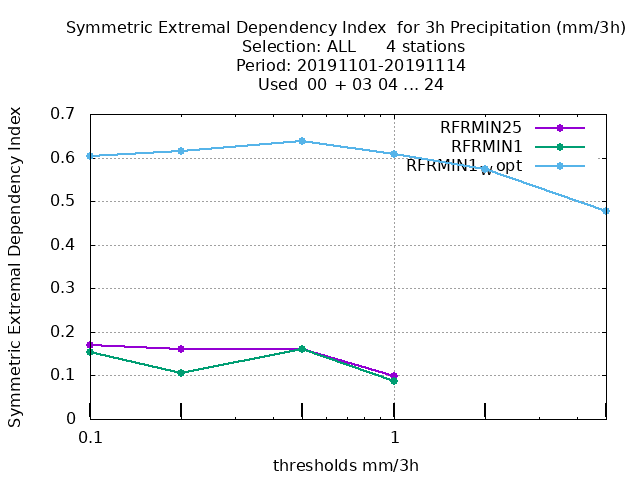 Symmetric Extremal Dependency Index  for 3h Precipitation (mm/3h)
Selection: ALL      4 stations
Period: 20191101-20191114
Used  00  + 03 04 ... 24
Symmetric Extremal Dependency Index
0.7
0.6
0.5
0.4
0.3
0.2
0.1
0
RFRMIN25
RFRMIN1
RFRMIN1wopt
0.1
1
thresholds mm/3h